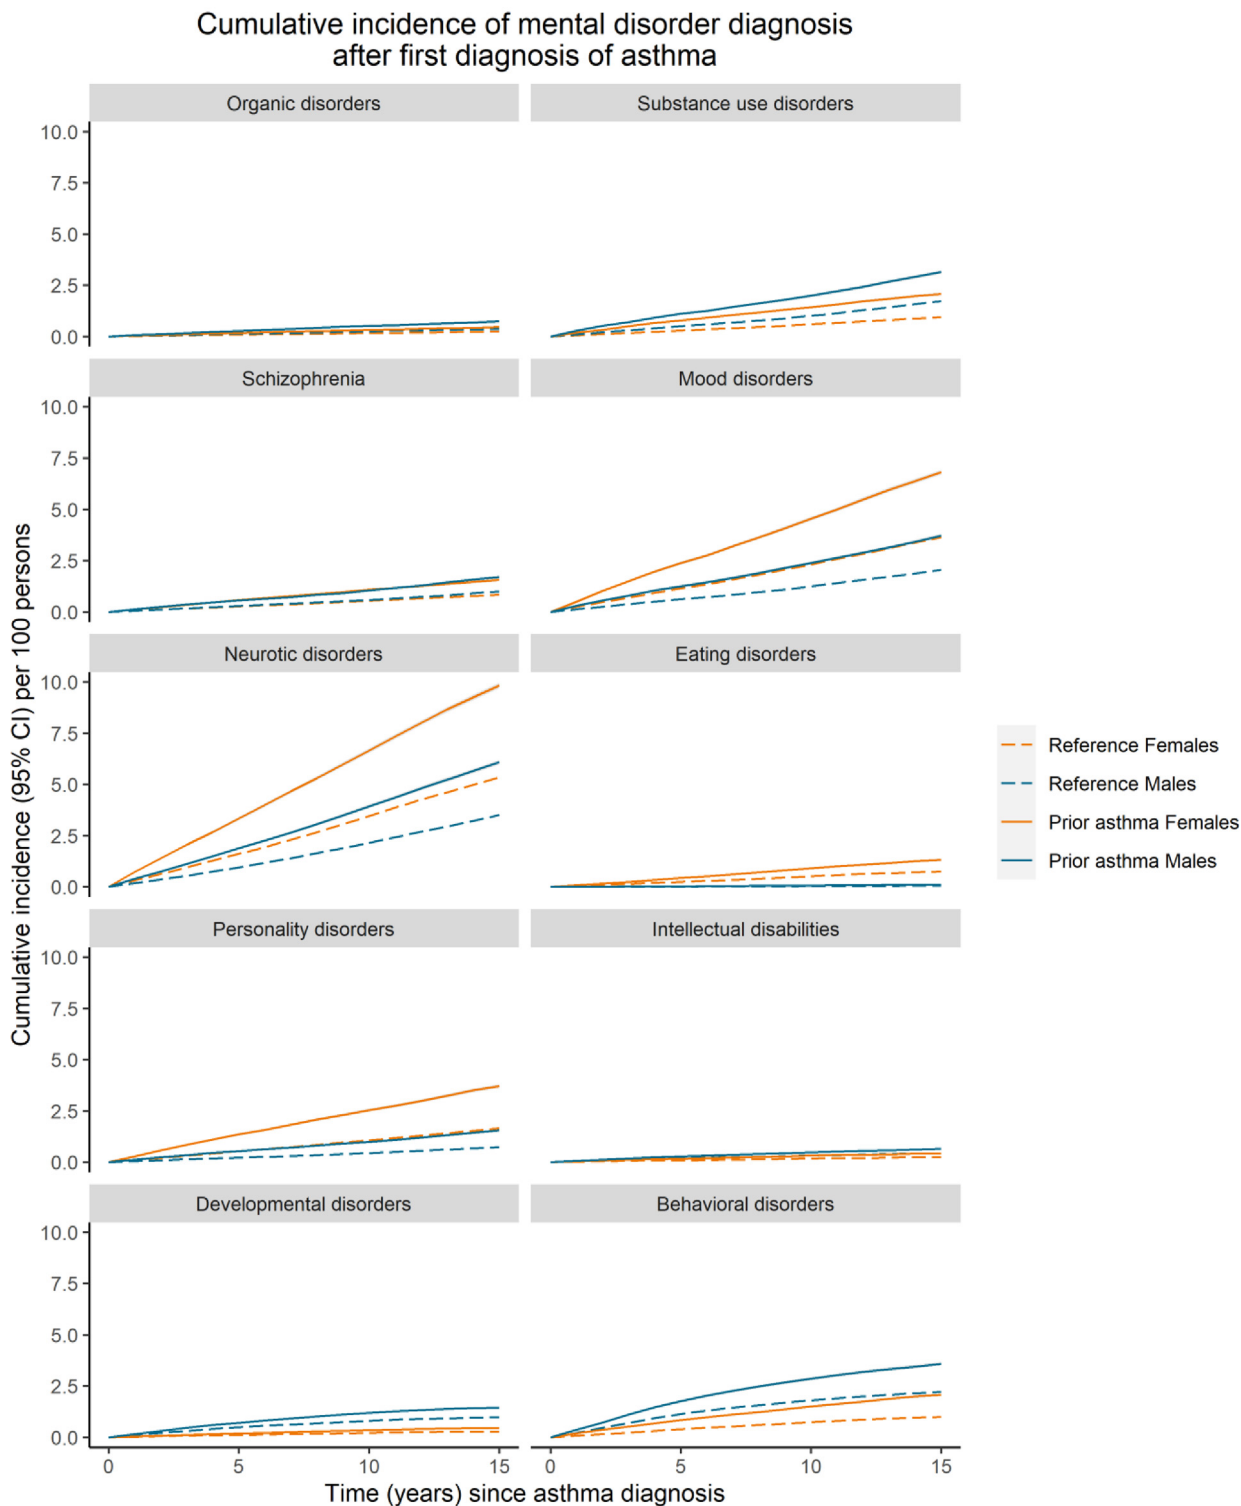 Cumulative incidence of mental disorder diagnosis
after first diagnosis of asthma
Cumulative incidence (95% CI) per 100 persons
Organic disorders
Substance use disorders
10.0
7.5
5.0
2.5
0.0
Schizophrenia
Mood disorders
10.0
7.5
5.0
2.5
0.0
Neurotic disorders
Eating disorders
10.0
7.5
5.0
2.5
0.0
Personality disorders
Intellectual disabilities
10.0
7.5
5.0
2.5
0.0
Developmental disorders
Behavioral disorders
10.0
7.5
5.0
2.5
0.0
0 5 10 15
0 5 10 15
Time (years) since asthma diagnosis
Reference Females
Reference Males
Prior asthma Females
Prior asthma Males